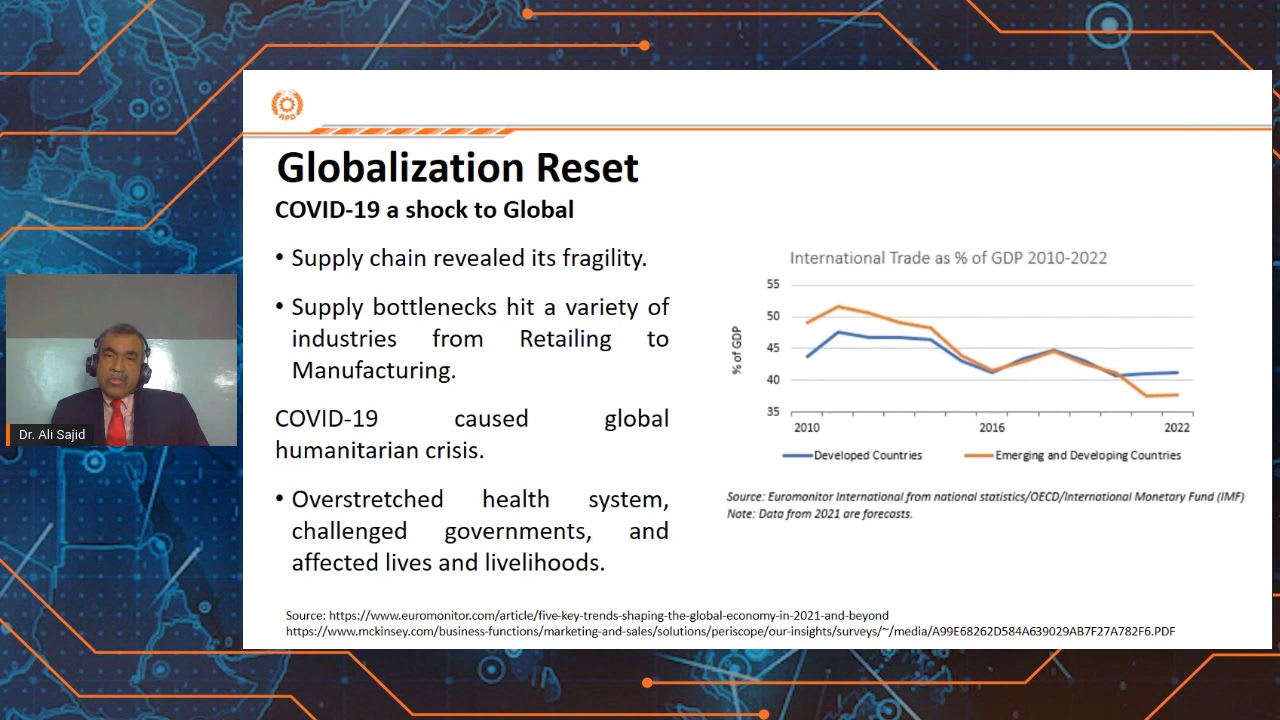 APO
Globalization Reset
COVID-19 a shock to Global
• Supply chain revealed its fragility.
• Supply bottlenecks hit a variety of
industries from Retailing to
Manufacturing.
COVID-19 caused global
humanitarian crisis.
• Overstretched health system,
challenged governments, and
affected lives and livelihoods.
International Trade as % of GDP 2010-2022
% of GDP
55
50
45
40
35
2010 2016 2022
Developed Countries Emerging and Developing Countries
Source: Euromonitor International from national statistics/OECD/International Monetary Fund (IMF)
Note: Data from 2021 are forecasts.
Source: https://www.euromonitor.com/article/five-key-trends-shaping-the-global-economy-in-2021-and-beyond
https://www.mckinsey.com/business-functions/marketing-and-sales/solutions/periscope/our-insights/surveys/~/media/A99E68262D584A639029AB7F27A782F6.PDF
Dr. Ali Sajid